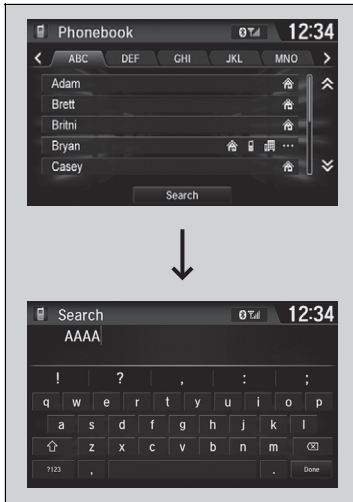 Phonebook 12:34
ABC DEF GHI JKL MNO
Adam
Brett
Britni
Bryan
Casey
Search
Search 12:34
AAAA
! ? , : ;
q w e r t y u i o p
a s d f g h j k l
z x c v b n m
?123 , . Done